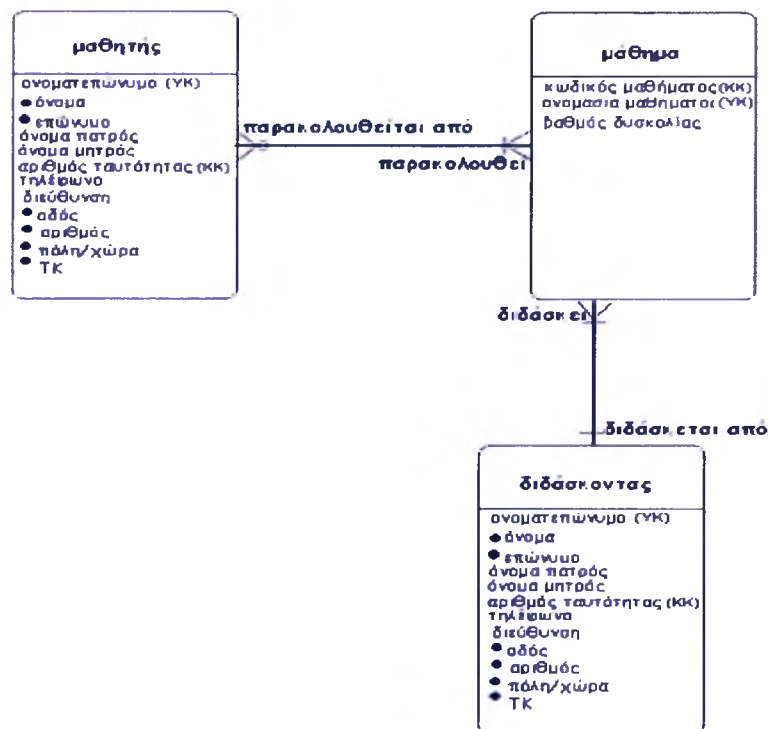 μαθητής
ονοματεπώνυμο (ΥΚ)
• όνομα
• επώνυμο
όνομα πατρός
όνομα μητρός
αριθμός ταυτότητας (ΚΚ)
τηλέφωνο
διεύθυνση
• οδός
• αριθμός
• πόλη/χώρα
• ΤΚ
παρακολουθείται από
παρακολουθεί
μάθημα
κωδικός μαθήματος (ΚΚ)
ονομασία μαθήματος (ΥΚ)
βαθμός δυσκολίας
διδάσκει
διδάσκεται από
διδάσκοντας
ονοματεπώνυμο (ΥΚ)
• όνομα
• επώνυμο
όνομα πατρός
όνομα μητρός
αριθμός ταυτότητας (ΚΚ)
τηλέφωνο
διεύθυνση
• οδός
• αριθμός
• πόλη/χώρα
• ΤΚ